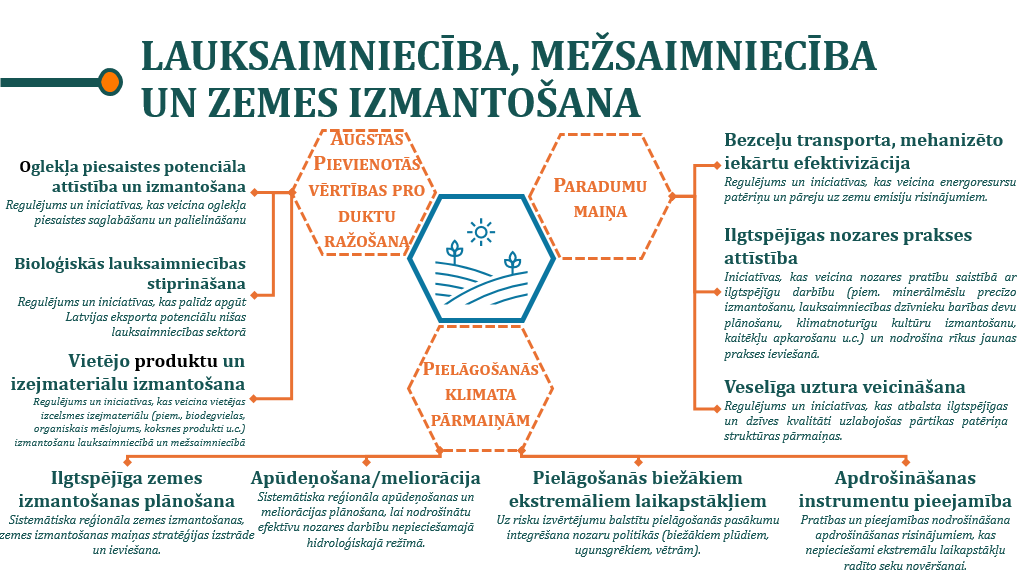 LAUKSAIMNIECĪBA, MEŽSAIMNIECĪBA
UN ZEMES IZMANTOŠANA
Oglekļa piesaistes potenciāla
attīstība un izmantošana
Regulējums un iniciatīvas, kas veicina oglekļa
piesaistes saglabāšanu un palielināšanu
Bioloģiskās lauksaimniecības
stiprināšana
Regulējums un iniciatīvas, kas palīdz apgūt
Latvijas eksporta potenciālu nišas
lauksaimniecības sektorā
Vietējo produktu un
izejmateriālu izmantošana
Regulējums un iniciatīvas, kas veicina vietējās
izcelsmes izejmateriālu (piem., biodegvielas,
organiskais mēslojums, koksnes produkti u.c.)
izmantošanu lauksaimniecībā un mežsaimniecībā
AUGSTAS
PIEVIENOTĀS
VĒRTĪBAS PRO
DUKTU
RAŽOŠANA
PARADUMU
MAIŅA
PIELĀGOŠANĀS
KLIMATA
PĀRMAIŅĀM
Bezceļu transporta, mehanizēto
iekārtu efektivizācija
Regulējums un iniciatīvas, kas veicina energoresursu
patēriņu un pāreju uz zemu emisiju risinājumiem.
Ilgtspējīgas nozares prakses
attīstība
Iniciatīvas, kas veicina nozares pratību saistībā ar
ilgtspējīgu darbību (piem. minerālmēslu precīzo
izmantošanu, lauksaimniecības dzīvnieku barības devu
plānošanu, klimatnoturīgu kultūru izmantošanu,
kaitēkļu apkarošanu u.c.) un nodrošina rīkus jaunas
prakses ieviešanā.
Veselīga uztura veicināšana
Regulējums un iniciatīvas, kas atbalsta ilgtspējīgas
un dzīves kvalitāti uzlabojošas pārtikas patēriņa
struktūras pārmaiņas.
Ilgtspējīga zemes
izmantošanas plānošana
Sistemātiska reģionāla zemes izmantošanas,
zemes izmantošanas maiņas stratēģijas izstrāde
un ieviešana.
Apūdeņošana/meliorācija
Sistemātiska reģionāla apūdeņošanas un
meliorācijas plānošana, lai nodrošinātu
efektīvu nozares darbību nepieciešamajā
hidroloģiskajā režīmā.
Pielāgošanās biežākiem
ekstremāliem laikapstākļiem
Uz risku izvērtējumu balstītu pielāgošanās pasākumu
integrēšana nozaru politikās (biežākiem plūdiem,
ugunsgrēkiem, vētrām).
Apdrošināšanas
instrumentu pieejamība
Pratības un pieejamības nodrošināšana
apdrošināšanas risinājumiem, kas
nepieciešami ekstremālu laikapstākļu
radīto seku novēršanai.